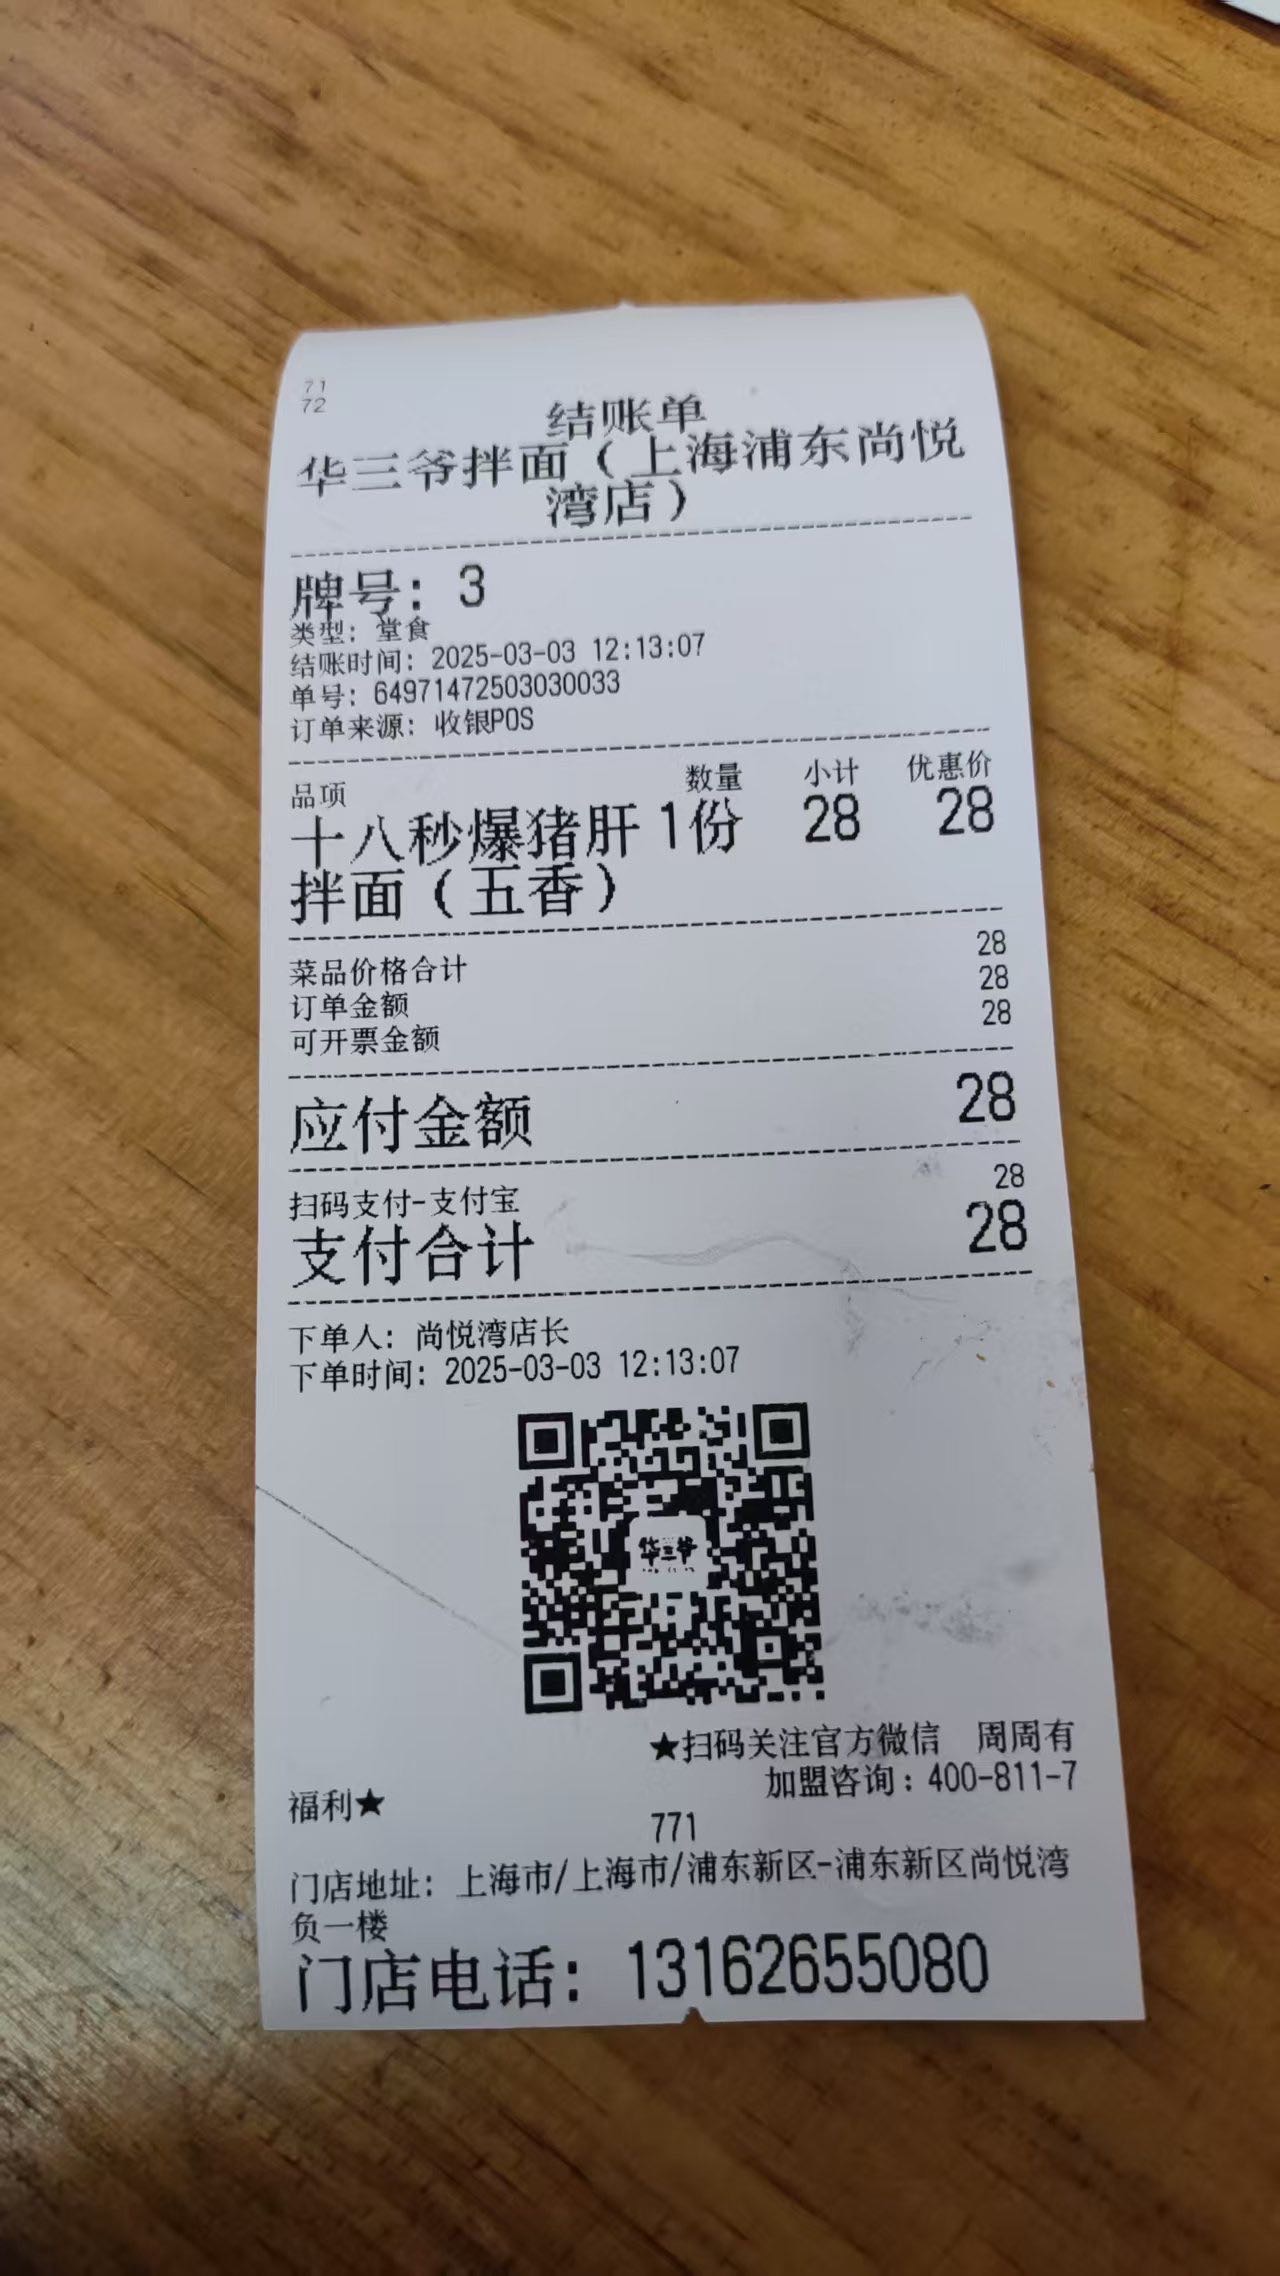 71
72
结账单
华三爷拌面（上海浦东尚悦
湾店）
牌号：3
类型：堂食
结账时间：2025-03-03 12:13:07
单号：64971472503030033
订单来源：收银POS
品项 数量 小计 优惠价
十八秒爆猪肝 1份 28 28
拌面（五香）
菜品价格合计 28
订单金额 28
可开票金额 28
应付金额 28
扫码支付-支付宝 28
支付合计 28
下单人：尚悦湾店长
下单时间：2025-03-03 12:13:07
华三爷
★扫码关注官方微信 周周有
福利★ 加盟咨询：400-811-7
771
门店地址：上海市/上海市/浦东新区-浦东新区尚悦湾
负一楼
门店电话：13162655080